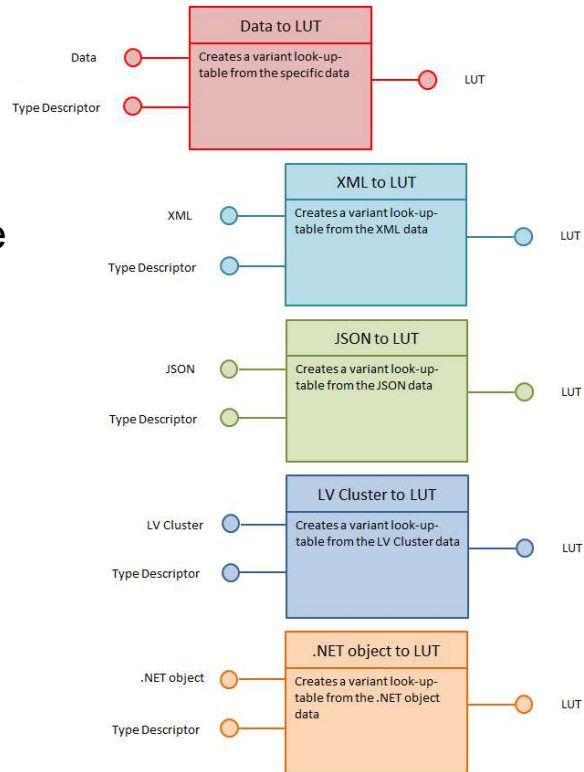 Data to LUT
Data
Creates a variant look-up-
table from the specific data
LUT
Type Descriptor
XML to LUT
XML
Creates a variant look-up-
table from the XML data
e
LUT
Type Descriptor
JSON to LUT
JSON
Creates a variant look-up-
table from the JSON data
LUT
Type Descriptor
LV Cluster to LUT
LV Cluster
Creates a variant look-up-
table from the LV Cluster data
LUT
Type Descriptor
.NET object to LUT
.NET object
Creates a variant look-up-
table from the .NET object
data
LUT
Type Descriptor